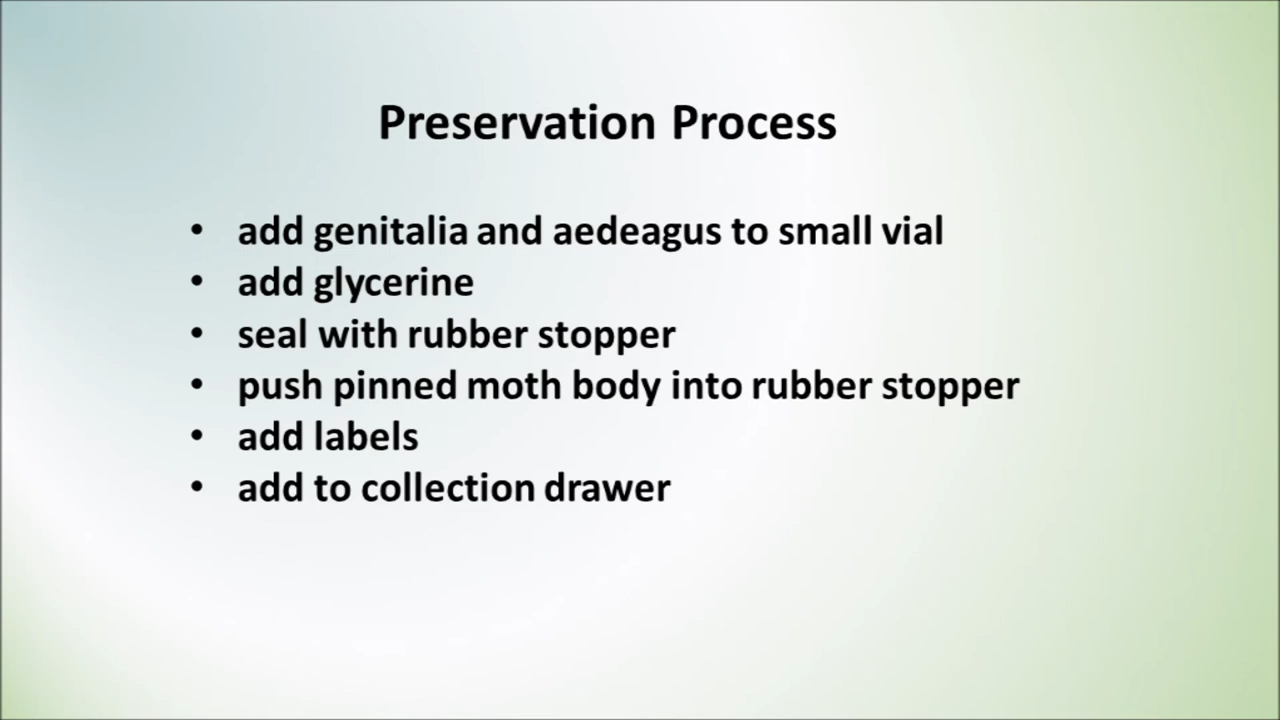 Preservation Process
• add genitalia and aedeagus to small vial
• add glycerine
• seal with rubber stopper
• push pinned moth body into rubber stopper
• add labels
• add to collection drawer